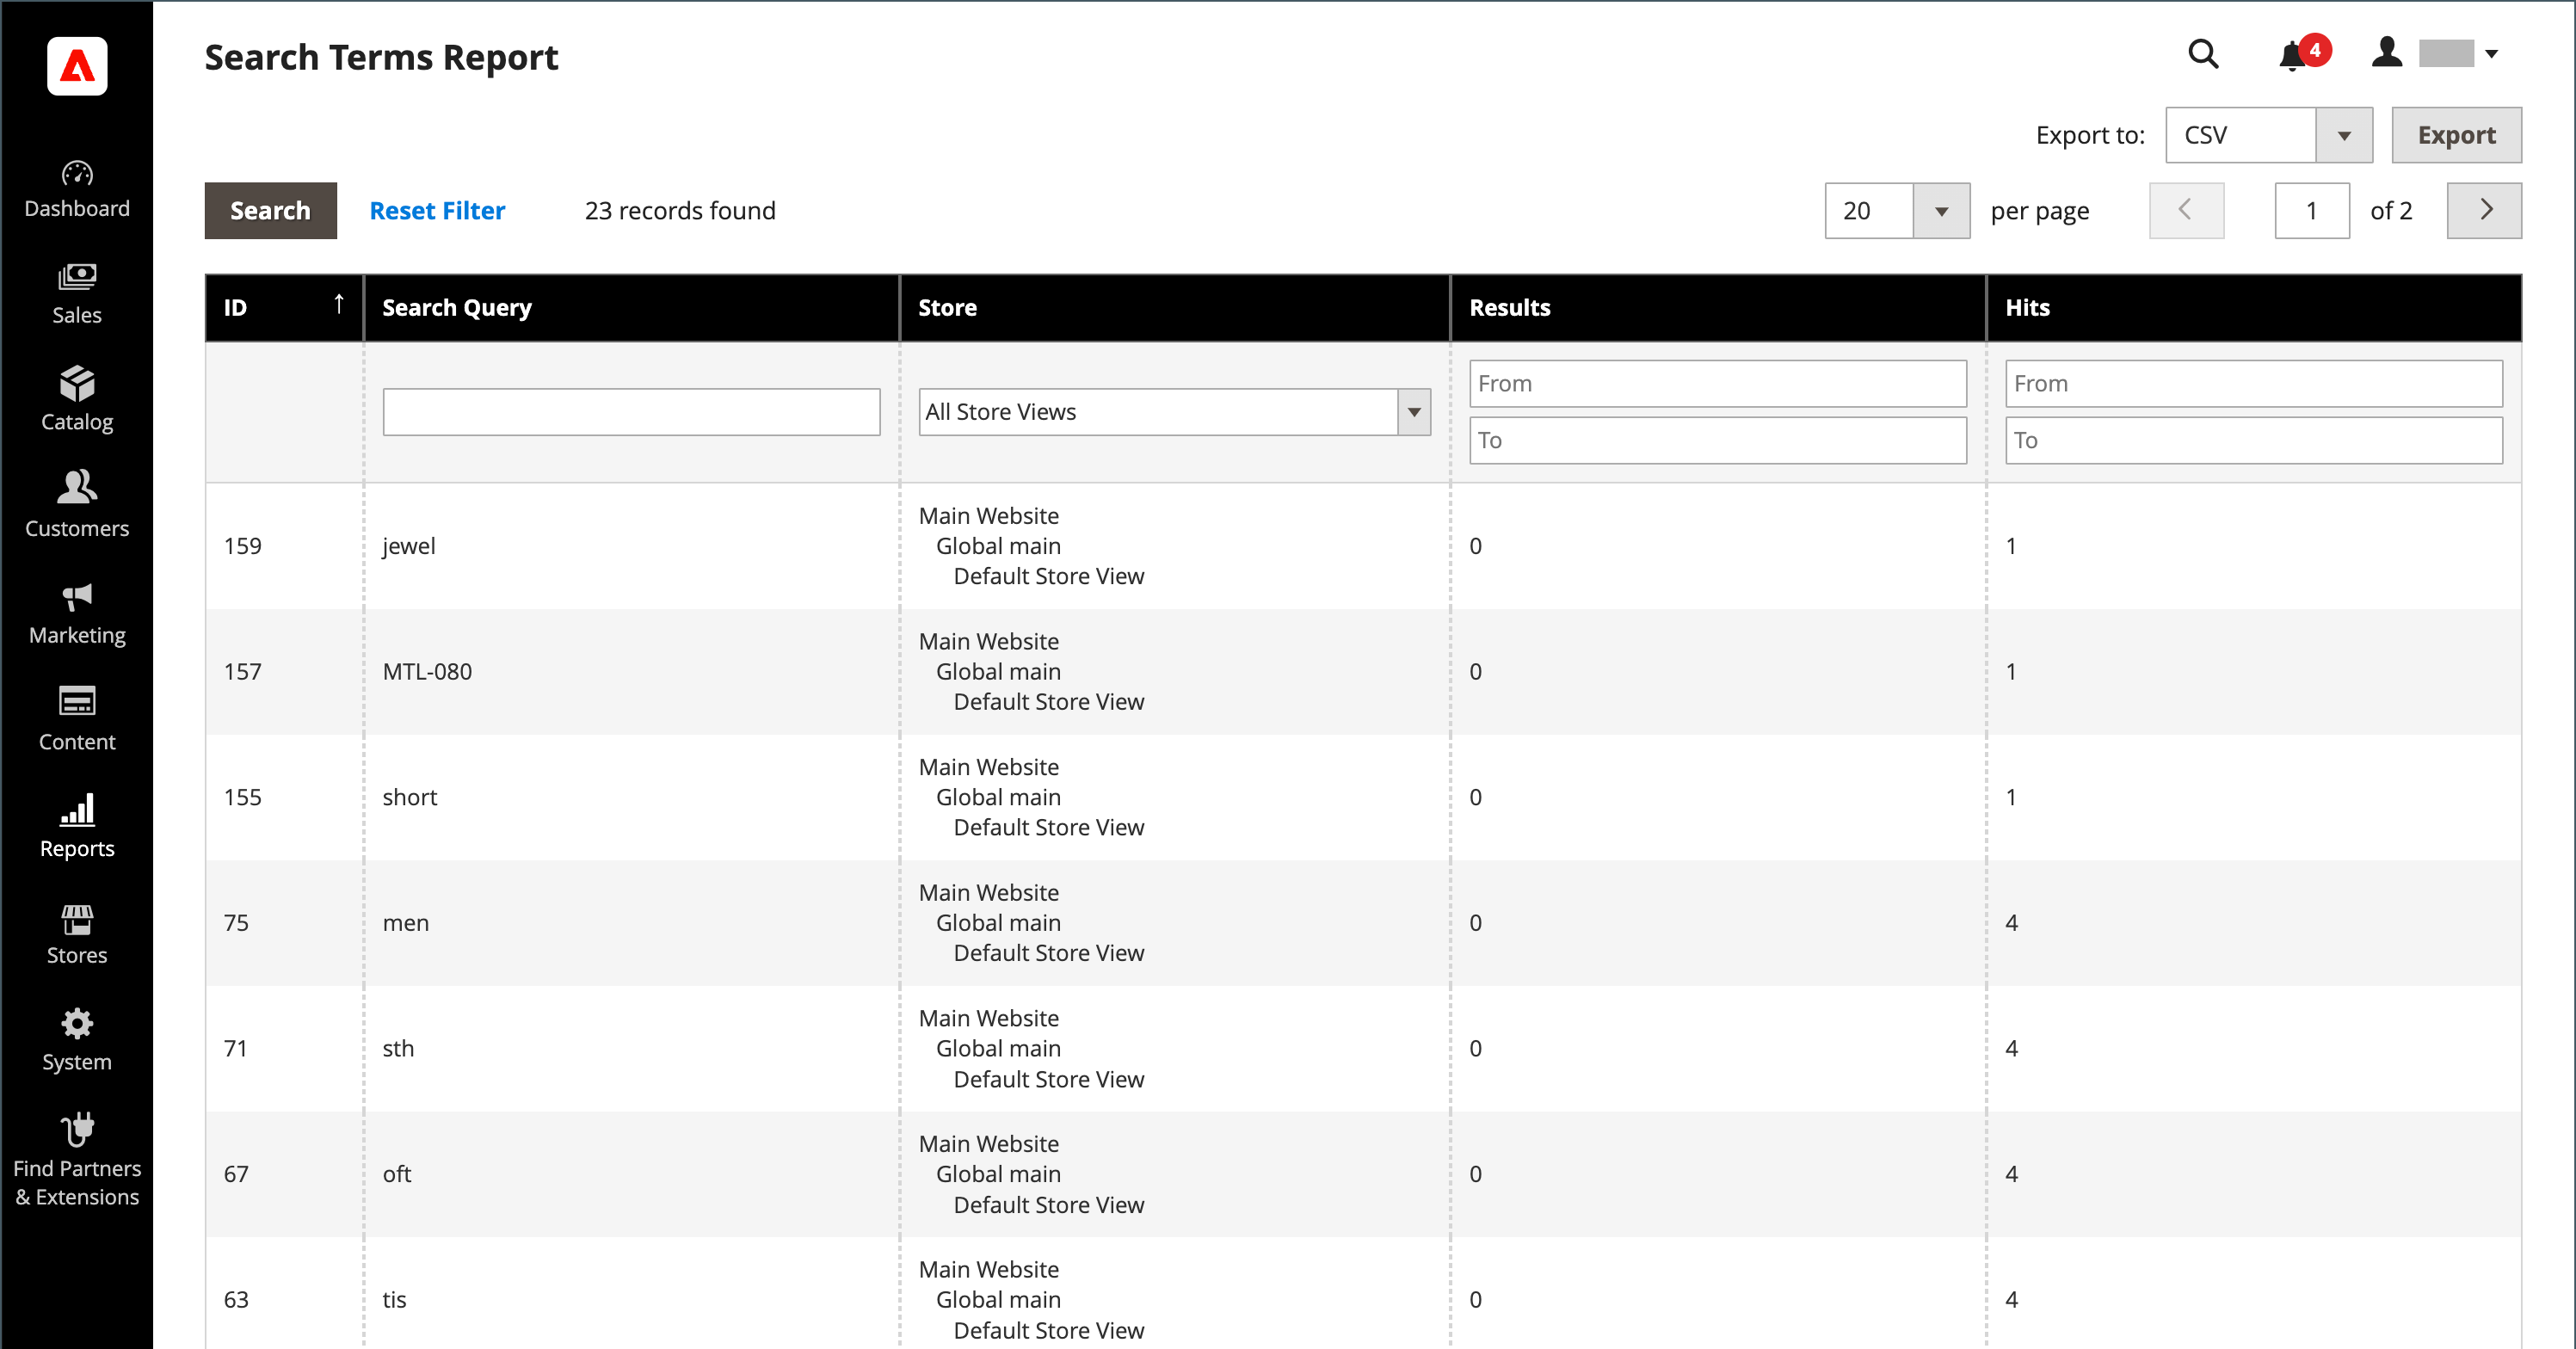 Search Terms Report
4
Export to: CSV Export
Search Reset Filter 23 records found 20 per page 1 of 2
Dashboard
Sales
Catalog
Customers
Marketing
Content
Reports
Stores
System
Find Partners
& Extensions
ID ↑ Search Query Store Results Hits
From From
All Store Views
To To
Main Website
159 jewel Global main 0 1
Default Store View
Main Website
157 MTL-080 Global main 0 1
Default Store View
Main Website
155 short Global main 0 1
Default Store View
Main Website
75 men Global main 0 4
Default Store View
Main Website
71 sth Global main 0 4
Default Store View
Main Website
67 oft Global main 0 4
Default Store View
Main Website
63 tis Global main 0 4
Default Store View